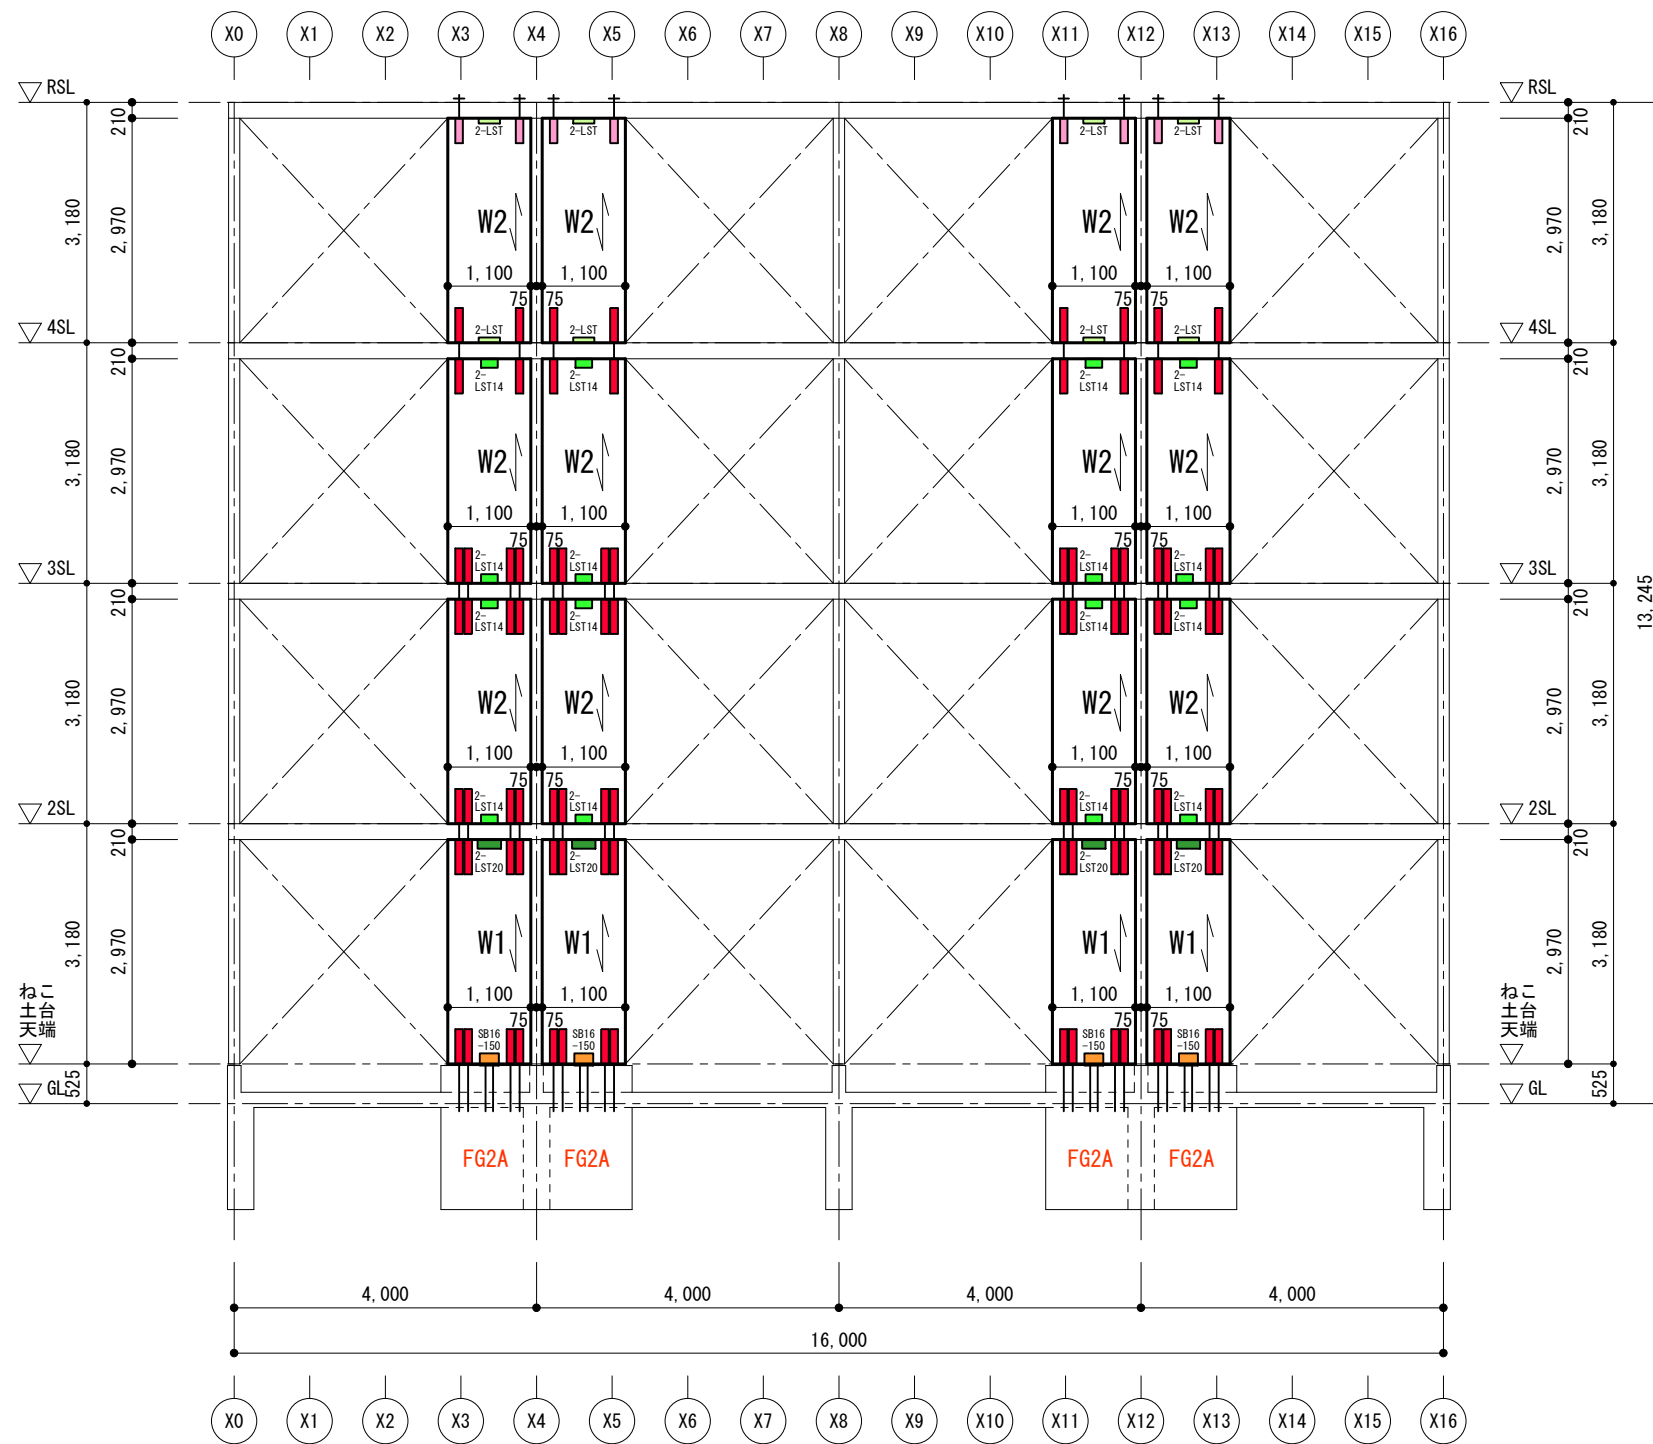 X0 X1 X2 X3 X4 X5 X6 X7 X8 X9 X10 X11 X12 X13 X14 X15 X16
RSL RSL
210 210
2-LST 2-LST 2-LST 2-LST
3,180 2,970 W2 W2 W2 W2 2,970 3,180
1,100 1,100 1,100 1,100
75 75 75 75
2-LST 2-LST 2-LST 2-LST
4SL 4SL
210 210
2- 2- 2- 2-
LST14 LST14 LST14 LST14
3,180 2,970 W2 W2 W2 W2 2,970 3,180
1,100 1,100 1,100 1,100
75 75 75 75
2- 2- 2- 2-
LST14 LST14 LST14 LST14
3SL 3SL
210 210
13,245
2- 2- 2- 2-
LST14 LST14 LST14 LST14
3,180 2,970 W2 W2 W2 W2 2,970 3,180
1,100 1,100 1,100 1,100
75 75 75 75
2- 2- 2- 2-
LST14 LST14 LST14 LST14
2SL 2SL
210 210
2- 2- 2- 2-
LST20 LST20 LST20 LST20
3,180 2,970 W1 W1 W1 W1 2,970 3,180
1,100 1,100 1,100 1,100
ねこ ねこ
土台 土台
天端 天端
75 75 75 75
SB16 SB16 SB16 SB16
-150 -150 -150 -150
GL 525 GL 525
FG2A FG2A FG2A FG2A
4,000 4,000 4,000 4,000
16,000
X0 X1 X2 X3 X4 X5 X6 X7 X8 X9 X10 X11 X12 X13 X14 X15 X16